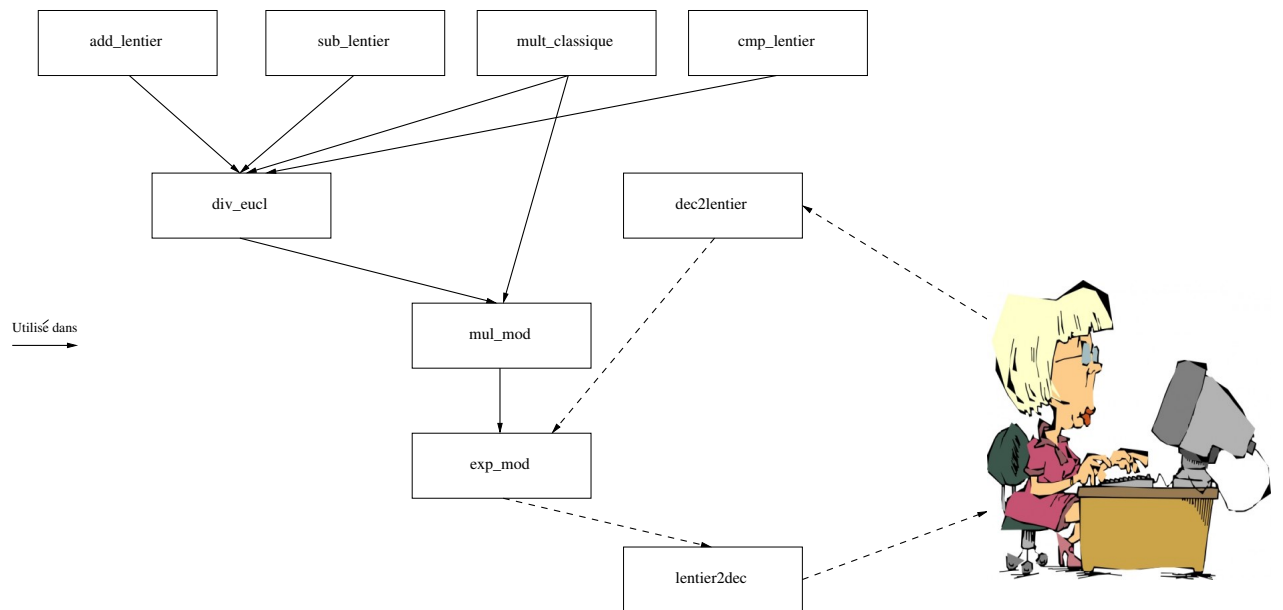 add_lentier
sub_lentier
mult_classique
cmp_lentier
div_eucl
dec2lentier
Utilisé dans
mul_mod
exp_mod
lentier2dec